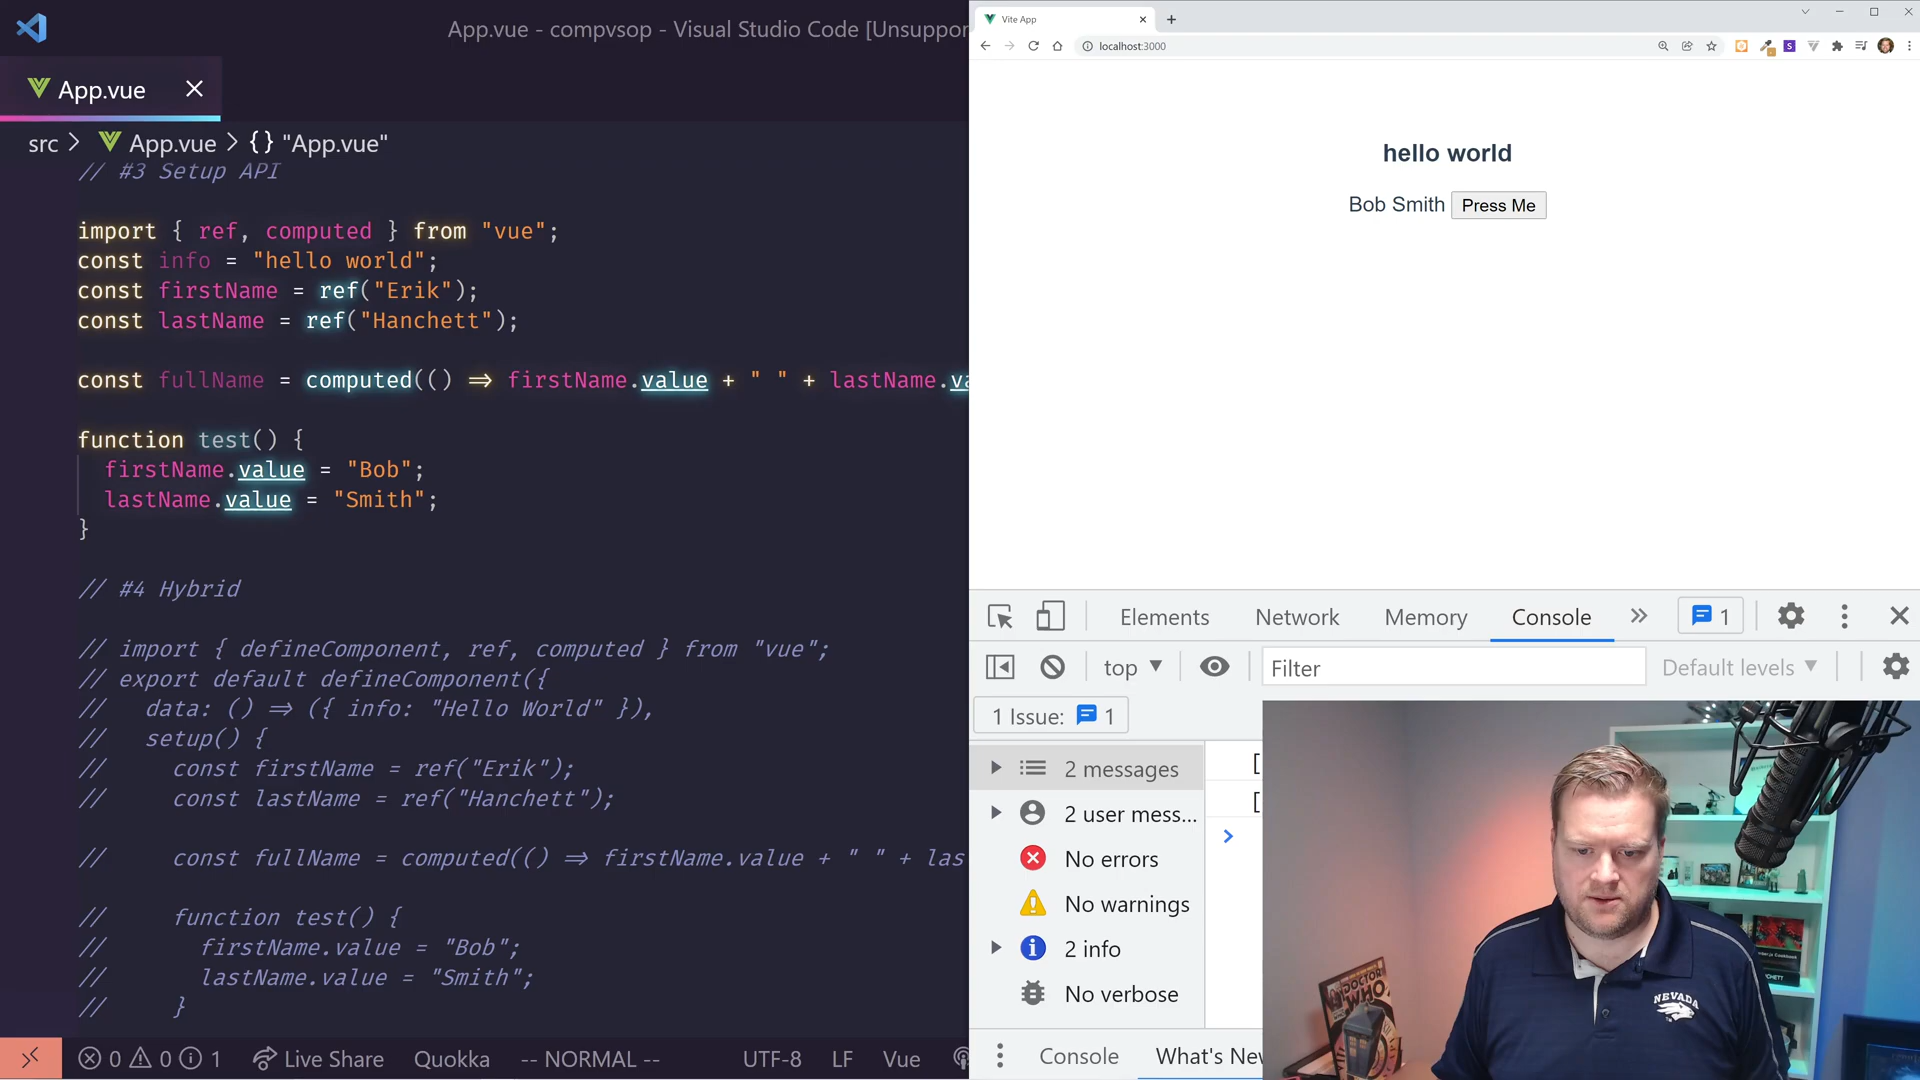 App.vue - compvsop - Visual Studio Code [Unsuppor
App.vue
src > App.vue > {} "App.vue"
// #3 Setup API
import { ref, computed } from "vue";
const info = "hello world";
const firstName = ref("Erik");
const lastName = ref("Hanchett");
const fullName = computed(() => firstName.value + " " + lastName.va
function test() {
firstName.value = "Bob";
lastName.value = "Smith";
}
// #4 Hybrid
// import { defineComponent, ref, computed } from "vue";
// export default defineComponent({
// data: () => ({ info: "Hello World" }),
// setup() {
// const firstName = ref("Erik");
// const lastName = ref("Hanchett");
// const fullName = computed(() => firstName.value + " " + las
// function test() {
// firstName.value = "Bob";
// lastName.value = "Smith";
// }
0 0 1 Live Share Quokka -- NORMAL -- UTF-8 LF Vue
Vite App
localhost:3000
hello world
Bob Smith Press Me
Elements Network Memory Console 1
top Filter Default levels
1 Issue: 1
2 messages
[
2 user mess...
[
No errors
No warnings
2 info
No verbose
Console What's New
NEVADA